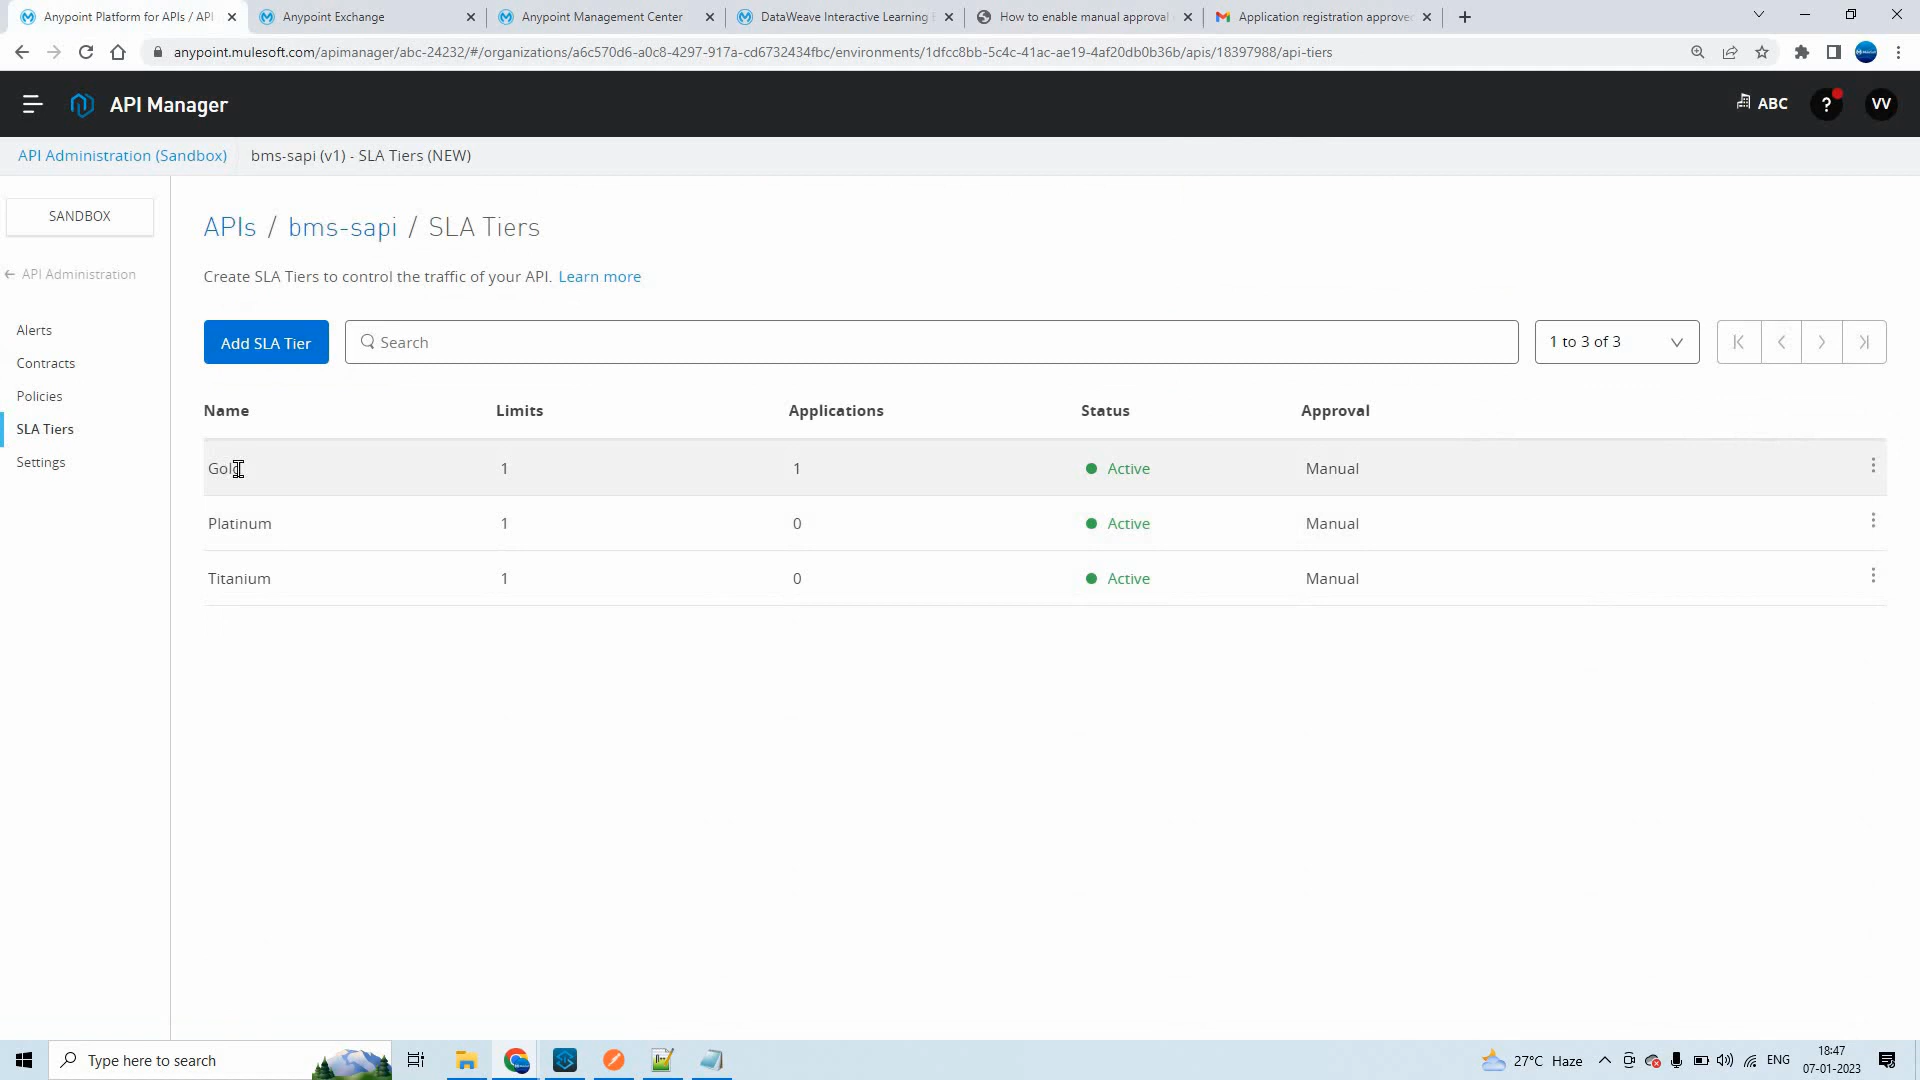 Anypoint Platform for APIs / API
Anypoint Exchange
Anypoint Management Center
DataWeave Interactive Learning
How to enable manual approval
Application registration approve
anypoint.mulesoft.com/apimanager/abc-24232/#/organizations/a6c570d6-a0c8-4297-917a-cd6732434fbc/environments/1dfcc8bb-5c4c-41ac-ae19-4af20db0b36b/apis/18397988/api-tiers
API Manager
ABC
?
VV
API Administration (Sandbox)
bms-sapi (v1) - SLA Tiers (NEW)
SANDBOX
API Administration
Alerts
Contracts
Policies
SLA Tiers
Settings
APIs / bms-sapi / SLA Tiers
Create SLA Tiers to control the traffic of your API. Learn more
Add SLA Tier
Search
1 to 3 of 3
Name Limits Applications Status Approval
Gold 1 1 Active Manual
Platinum 1 0 Active Manual
Titanium 1 0 Active Manual
Type here to search
27°C Haze
ENG
18:47
07-01-2023